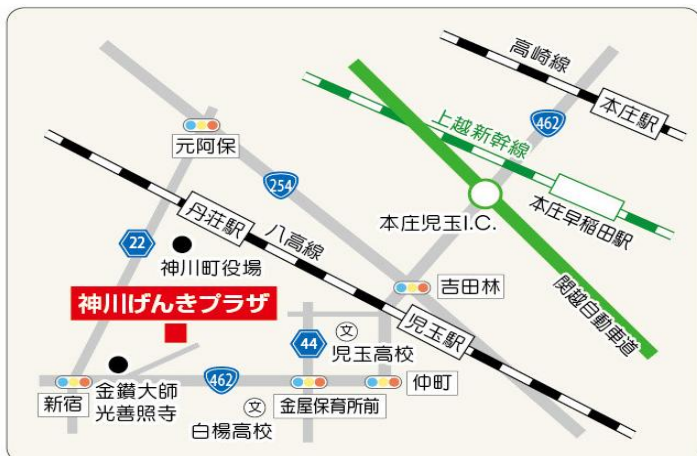 高崎線
本庄駅
462
上越新幹線
元阿保
254
丹荘駅
本庄早稲田駅
本庄児玉I.C.
八高線
22
神川町役場
吉田林
関越自動車道
神川げんきプラザ
児玉駅
44
文
児玉高校
462
新宿
金鑚大師
光善照寺
金屋保育所前
仲町
文
白楊高校